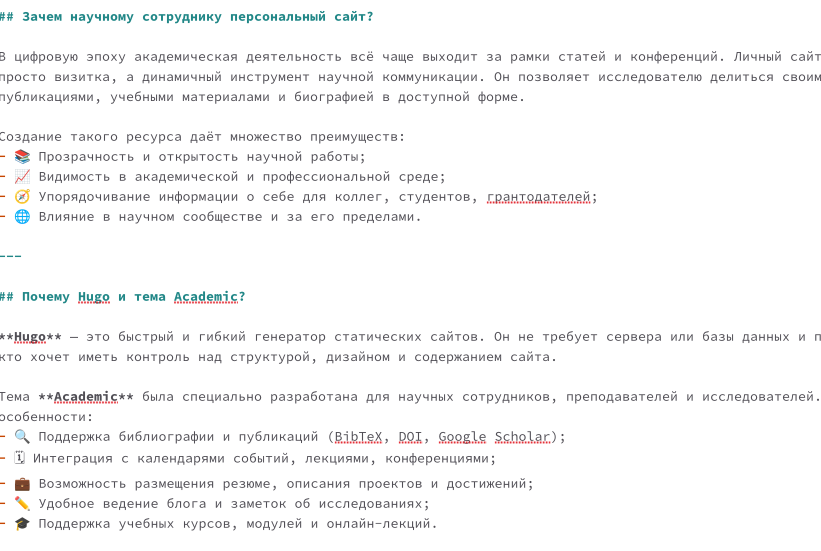 ## Зачем научному сотруднику персональный сайт?
В цифровую эпоху академическая деятельность всё чаще выходит за рамки статей и конференций. Личный сайт
просто визитка, а динамичный инструмент научной коммуникации. Он позволяет исследователю делиться своим
публикациями, учебными материалами и биографией в доступной форме.
Создание такого ресурса даёт множество преимуществ:
- 📚 Прозрачность и открытость научной работы;
- 📈 Видимость в академической и профессиональной среде;
- 🧭 Упорядочивание информации о себе для коллег, студентов, грантодателей;
- 🌐 Влияние в научном сообществе и за его пределами.
---
## Почему Hugo и тема Academic?
**Hugo** — это быстрый и гибкий генератор статических сайтов. Он не требует сервера или базы данных и п
кто хочет иметь контроль над структурой, дизайном и содержанием сайта.
Тема **Academic** была специально разработана для научных сотрудников, преподавателей и исследователей.
особенности:
- 🔍 Поддержка библиографии и публикаций (BibTeX, DOI, Google Scholar);
- 🗓 Интеграция с календарями событий, лекциями, конференциями;
- 💼 Возможность размещения резюме, описания проектов и достижений;
- ✏️ Удобное ведение блога и заметок об исследованиях;
- 🎓 Поддержка учебных курсов, модулей и онлайн-лекций.